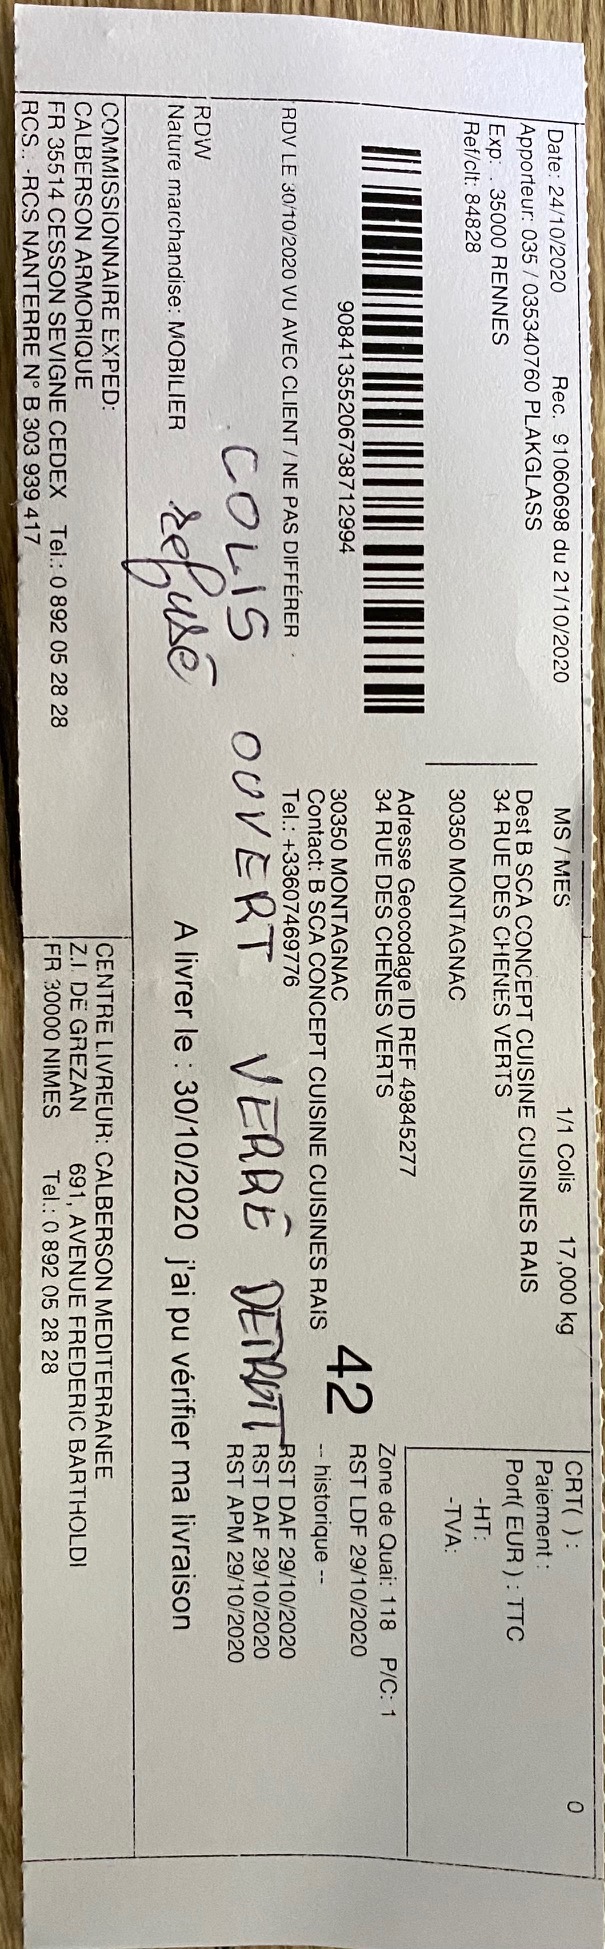 Date: 24/10/2020 Rec. 91060698 du 21/10/2020
Apporteur: 035 / 035340760 PLAKGLASS
Exp: . 35000 RENNES
Ref/clt: 84828
MS / MES 1/1 Colis 17,000 kg
Dest B SCA CONCEPT CUISINE CUISINES RAIS
34 RUE DES CHENES VERTS
30350 MONTAGNAC
CRT( ) : 0
Paiement :
Port( EUR ) : TTC
-HT:
-TVA:
90841355206738712994
Adresse Geocodage ID REF 49845277
34 RUE DES CHENES VERTS
30350 MONTAGNAC
Contact: B SCA CONCEPT CUISINE CUISINES RAIS
Tel.: +33607469776
42
Zone de Quai: 118 P/C: 1
RST LDF 29/10/2020
-- historique --
RST DAF 29/10/2020
RST DAF 29/10/2020
RST APM 29/10/2020
RDV LE 30/10/2020 VU AVEC CLIENT / NE PAS DIFFÉRER
COLIS OUVERT VERRE DETROIT
refusé
RDW
Nature marchandise: MOBILIER
A livrer le : 30/10/2020 j'ai pu vérifier ma livraison
COMMISSIONNAIRE EXPED:
CALBERSON ARMORIQUE
FR 35514 CESSON SEVIGNE CEDEX Tel.: 0 892 05 28 28
RCS.: -RCS NANTERRE N° B 303 939 417
CENTRE LIVREUR: CALBERSON MEDITERRANEE
Z.I. DE GREZAN 691, AVENUE FREDERIC BARTHOLDI
FR 30000 NIMES Tel.: 0 892 05 28 28